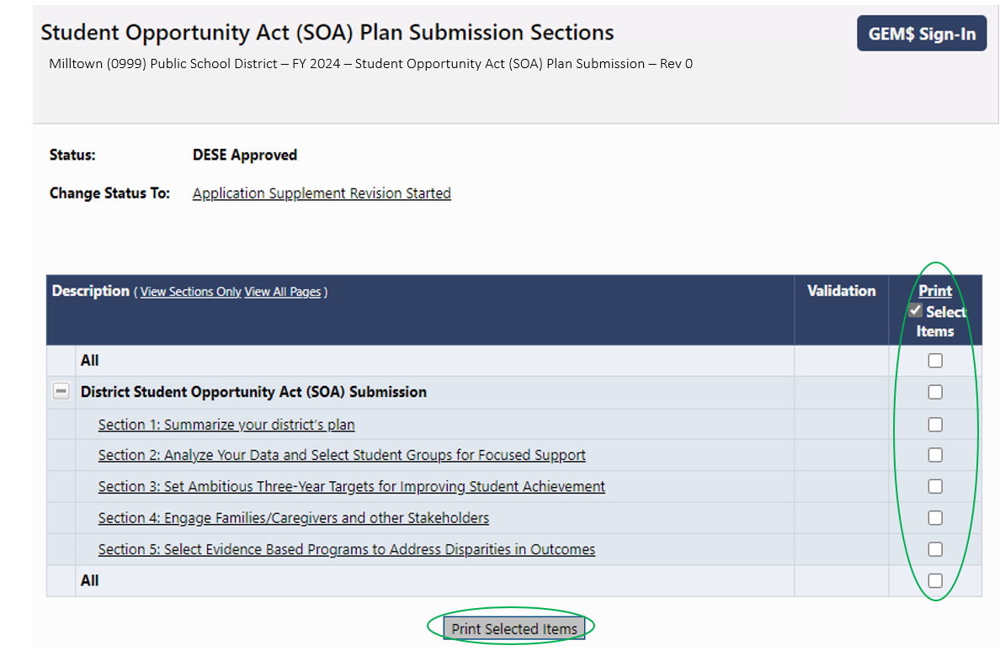 Student Opportunity Act (SOA) Plan Submission Sections
GEM$ Sign-In
Milltown (0999) Public School District – FY 2024 – Student Opportunity Act (SOA) Plan Submission – Rev 0
Status: DESE Approved
Change Status To: Application Supplement Revision Started
Description ( View Sections Only View All Pages ) Validation Print
Select
Items
All
District Student Opportunity Act (SOA) Submission
Section 1: Summarize your district's plan
Section 2: Analyze Your Data and Select Student Groups for Focused Support
Section 3: Set Ambitious Three-Year Targets for Improving Student Achievement
Section 4: Engage Families/Caregivers and other Stakeholders
Section 5: Select Evidence Based Programs to Address Disparities in Outcomes
All
Print Selected Items